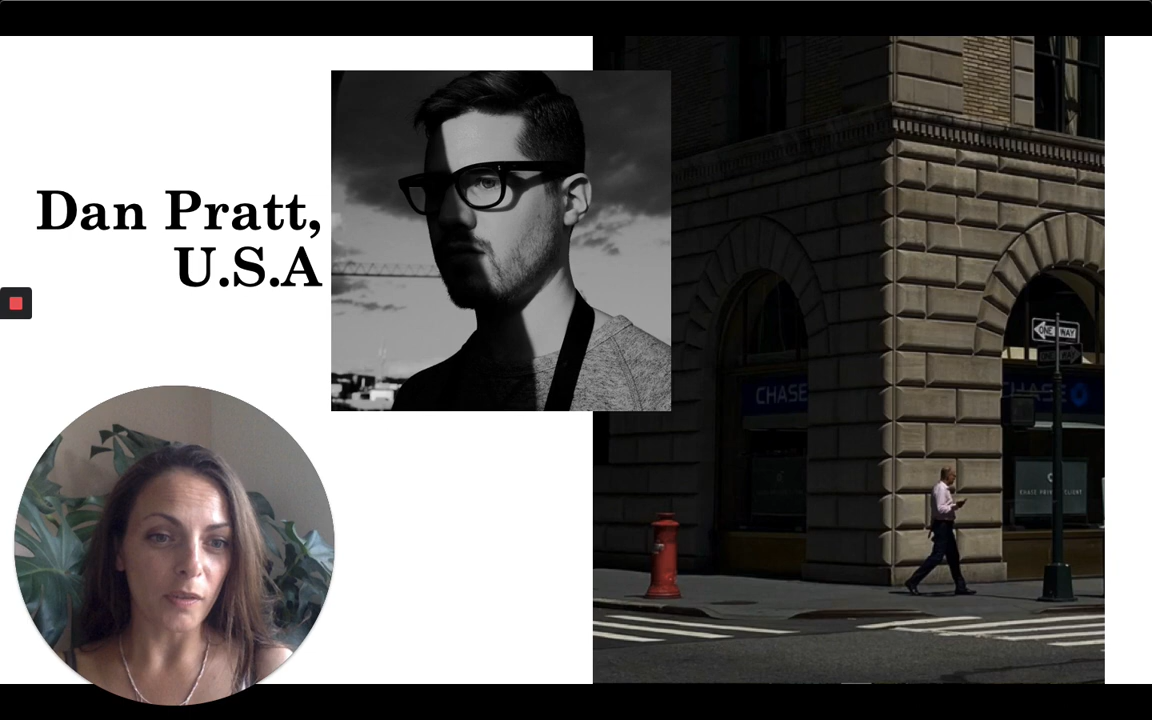 Dan Pratt,
U.S.A
ONE WAY
CHASE
CHASE
CHASE PRIVATE CLIENT